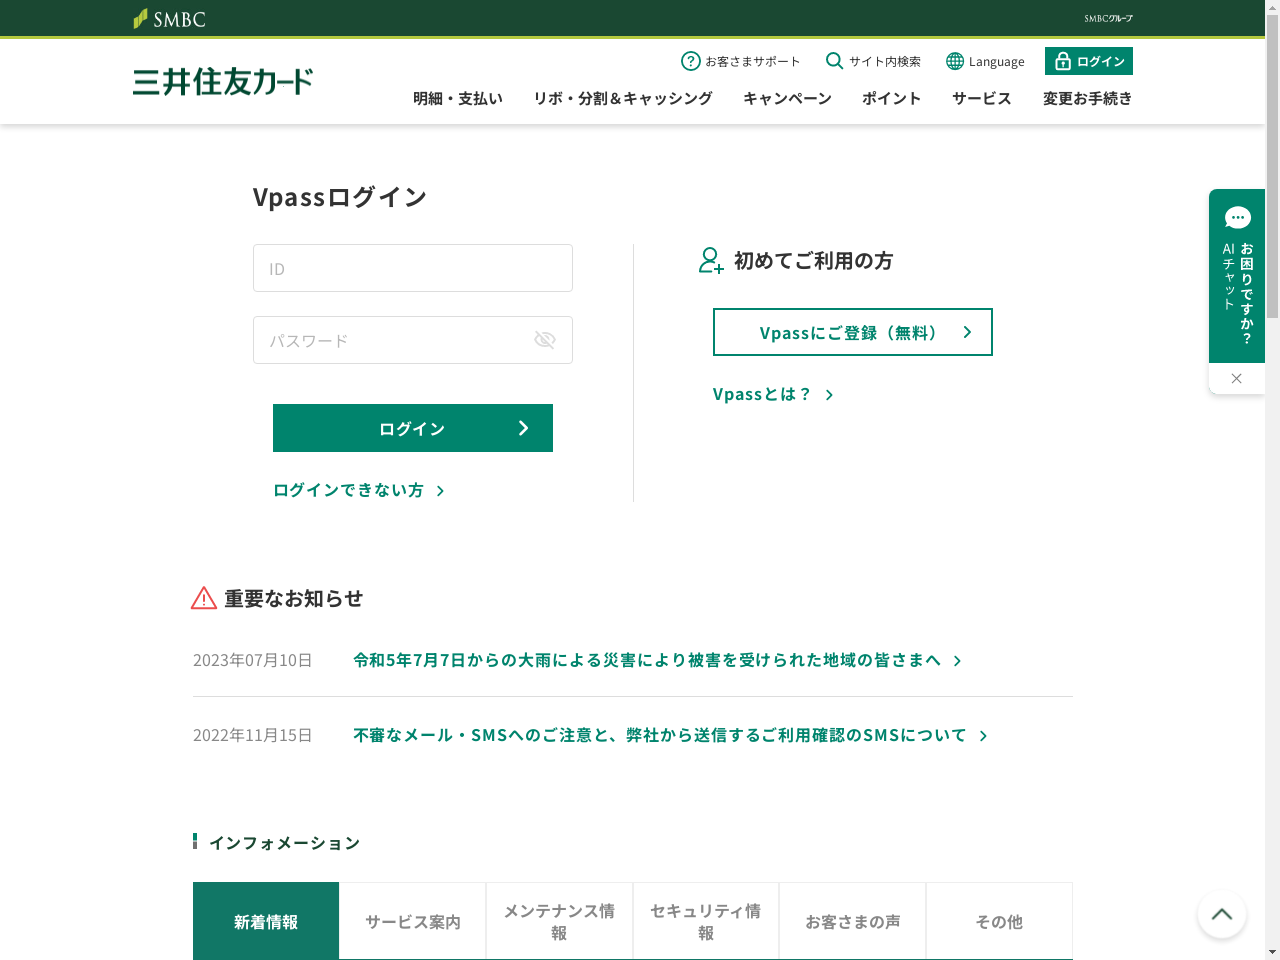 SMBC
SMBCグループ
三井住友カード
お客さまサポート
サイト内検索
Language
ログイン
明細・支払い
リボ・分割＆キャッシング
キャンペーン
ポイント
サービス
変更お手続き
Vpassログイン
ID
パスワード
ログイン
ログインできない方
初めてご利用の方
Vpassにご登録（無料）
Vpassとは？
お困りですか？
AIチャット
重要なお知らせ
2023年07月10日
令和5年7月7日からの大雨による災害により被害を受けられた地域の皆さまへ
2022年11月15日
不審なメール・SMSへのご注意と、弊社から送信するご利用確認のSMSについて
インフォメーション
新着情報
サービス案内
メンテナンス情
報
セキュリティ情
報
お客さまの声
その他